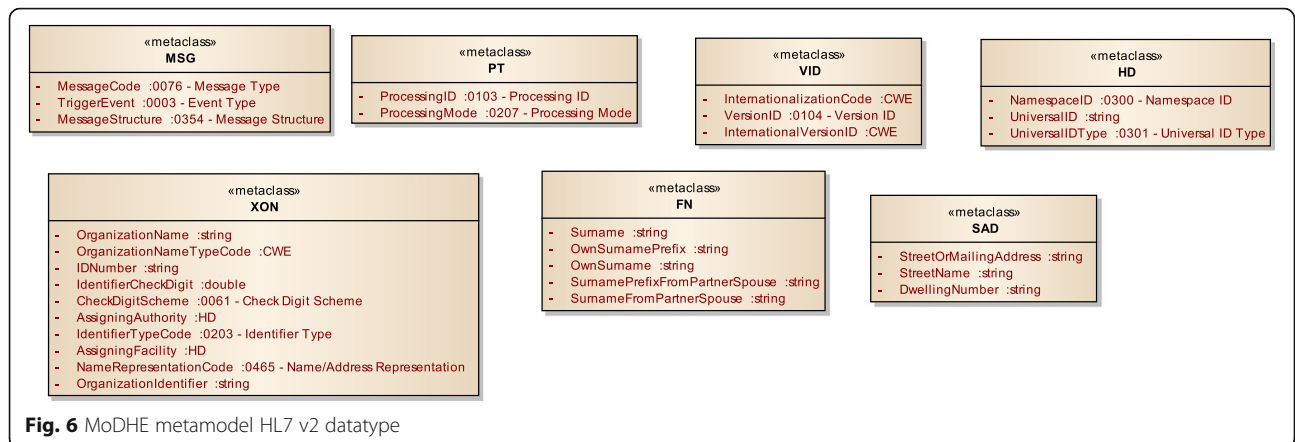 «metaclass»
MSG
- MessageCode :0076 - Message Type
- TriggerEvent :0003 - Event Type
- MessageStructure :0354 - Message Structure
«metaclass»
PT
- ProcessingID :0103 - Processing ID
- ProcessingMode :0207 - Processing Mode
«metaclass»
VID
- InternationalizationCode :CWE
- VersionID :0104 - Version ID
- InternationalVersionID :CWE
«metaclass»
HD
- NamespaceID :0300 - Namespace ID
- UniversalID :string
- UniversalIDType :0301 - Universal ID Type
«metaclass»
XON
- OrganizationName :string
- OrganizationNameTypeCode :CWE
- IDNumber :string
- IdentifierCheckDigit :double
- CheckDigitScheme :0061 - Check Digit Scheme
- AssigningAuthority :HD
- IdentifierTypeCode :0203 - Identifier Type
- AssigningFacility :HD
- NameRepresentationCode :0465 - Name/Address Representation
- OrganizationIdentifier :string
«metaclass»
FN
- Surname :string
- OwnSurnamePrefix :string
- OwnSurname :string
- SurnamePrefixFromPartnerSpouse :string
- SurnameFromPartnerSpouse :string
«metaclass»
SAD
- StreetOrMailingAddress :string
- StreetName :string
- DwellingNumber :string
Fig. 6 MoDHE metamodel HL7 v2 datatype